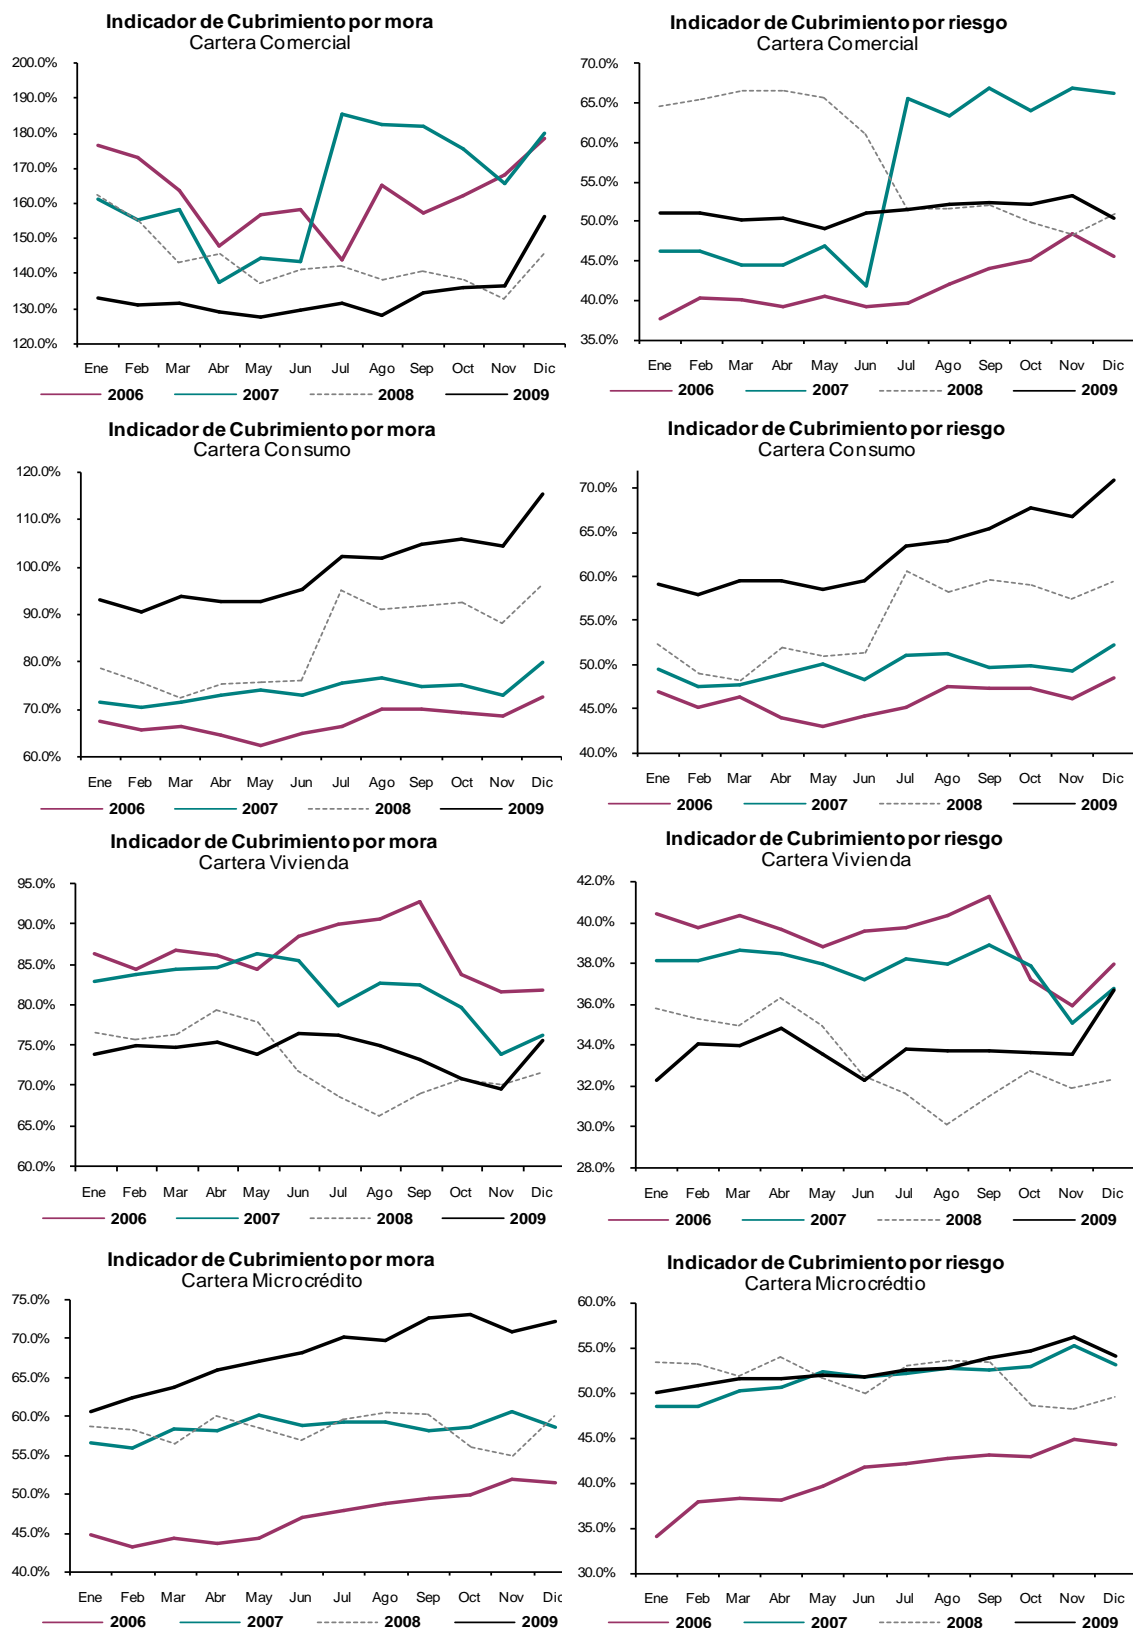 Indicador de Cubrimiento por mora
Cartera Comercial
200.0%
190.0%
180.0%
170.0%
160.0%
150.0%
140.0%
130.0%
120.0%
Ene Feb Mar Abr May Jun Jul Ago Sep Oct Nov Dic
2006 2007 2008 2009
Indicador de Cubrimiento por riesgo
Cartera Comercial
70.0%
65.0%
60.0%
55.0%
50.0%
45.0%
40.0%
35.0%
Ene Feb Mar Abr May Jun Jul Ago Sep Oct Nov Dic
2006 2007 2008 2009
Indicador de Cubrimiento por mora
Cartera Consumo
120.0%
110.0%
100.0%
90.0%
80.0%
70.0%
60.0%
Ene Feb Mar Abr May Jun Jul Ago Sep Oct Nov Dic
2006 2007 2008 2009
Indicador de Cubrimiento por riesgo
Cartera Consumo
70.0%
65.0%
60.0%
55.0%
50.0%
45.0%
40.0%
Ene Feb Mar Abr May Jun Jul Ago Sep Oct Nov Dic
2006 2007 2008 2009
Indicador de Cubrimiento por mora
Cartera Vivienda
95.0%
90.0%
85.0%
80.0%
75.0%
70.0%
65.0%
60.0%
Ene Feb Mar Abr May Jun Jul Ago Sep Oct Nov Dic
2006 2007 2008 2009
Indicador de Cubrimiento por riesgo
Cartera Vivienda
42.0%
40.0%
38.0%
36.0%
34.0%
32.0%
30.0%
28.0%
Ene Feb Mar Abr May Jun Jul Ago Sep Oct Nov Dic
2006 2007 2008 2009
Indicador de Cubrimiento por mora
Cartera Microcrédito
75.0%
70.0%
65.0%
60.0%
55.0%
50.0%
45.0%
40.0%
Ene Feb Mar Abr May Jun Jul Ago Sep Oct Nov Dic
2006 2007 2008 2009
Indicador de Cubrimiento por riesgo
Cartera Microcrédtio
60.0%
55.0%
50.0%
45.0%
40.0%
35.0%
30.0%
Ene Feb Mar Abr May Jun Jul Ago Sep Oct Nov Dic
2006 2007 2008 2009